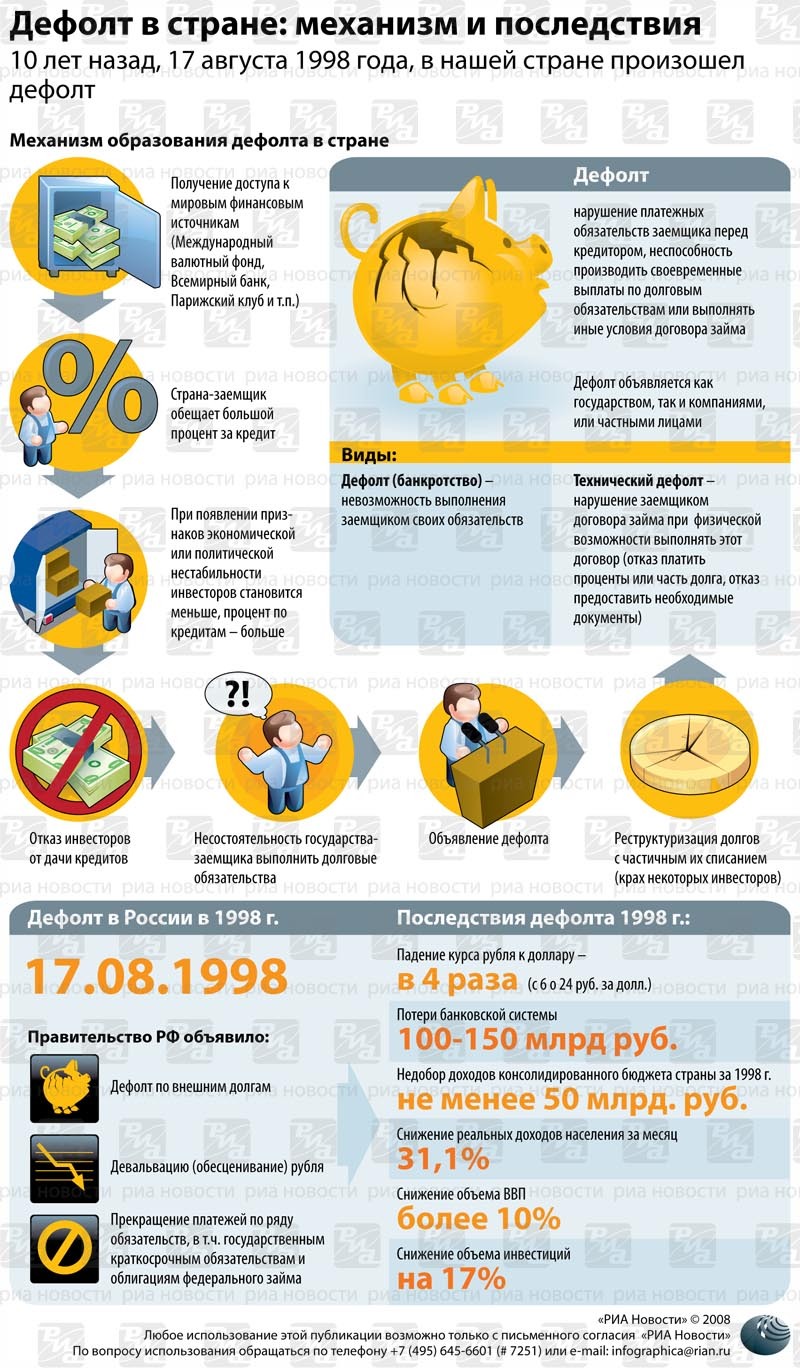 Дефолт в стране: механизм и последствия
10 лет назад, 17 августа 1998 года, в нашей стране произошел
дефолт
Механизм образования дефолта в стране
Получение доступа к
мировым финансовым
источникам
(Международный
валютный фонд,
Всемирный банк,
Парижский клуб и т.п.)
Страна-заемщик
обещает большой
процент за кредит
При появлении приз-
наков экономической
или политической
нестабильности
инвесторов становится
меньше, процент по
кредитам – больше
Дефолт
нарушение платежных
обязательств заемщика перед
кредитором, неспособность
производить своевременные
выплаты по долговым
обязательствам или выполнять
иные условия договора займа
Дефолт объявляется как
государством, так и компаниями,
или частными лицами
Виды:
Дефолт (банкротство) –
невозможность выполнения
заемщиком своих обязательств
Технический дефолт –
нарушение заемщиком
договора займа при физической
возможности выполнять этот
договор (отказ платить
проценты или часть долга, отказ
предоставить необходимые
документы)
?!
Отказ инвесторов
от дачи кредитов
Несостоятельность государства-
заемщика выполнить долговые
обязательства
Объявление дефолта
Реструктуризация долгов
с частичным их списанием
(крах некоторых инвесторов)
Дефолт в России в 1998 г.
17.08.1998
Правительство РФ объявило:
Дефолт по внешним долгам
Девальвацию (обесценивание) рубля
Прекращение платежей по ряду
обязательств, в т.ч. государственным
краткосрочным обязательствам и
облигациям федерального займа
Последствия дефолта 1998 г.:
Падение курса рубля к доллару –
в 4 раза (с 6 о 24 руб. за долл.)
Потери банковской системы
100-150 млрд руб.
Недобор доходов консолидированного бюджета страны за 1998 г.
не менее 50 млрд. руб.
Снижение реальных доходов населения за месяц
31,1%
Снижение объема ВВП
более 10%
Снижение объема инвестиций
на 17%
«РИА Новости» © 2008
Любое использование этой публикации возможно только с письменного согласия «РИА Новости»
По вопросу использования обращаться по телефону +7 (495) 645-6601 (# 7251) или e-mail: infographica@rian.ru